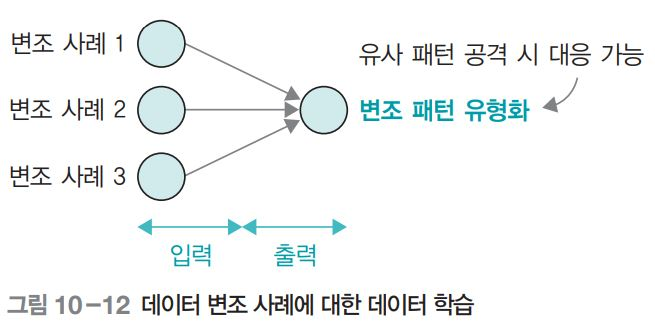 변조 사례 1
변조 사례 2
변조 사례 3
유사 패턴 공격 시 대응 가능
변조 패턴 유형화
입력
출력
그림 10-12 데이터 변조 사례에 대한 데이터 학습